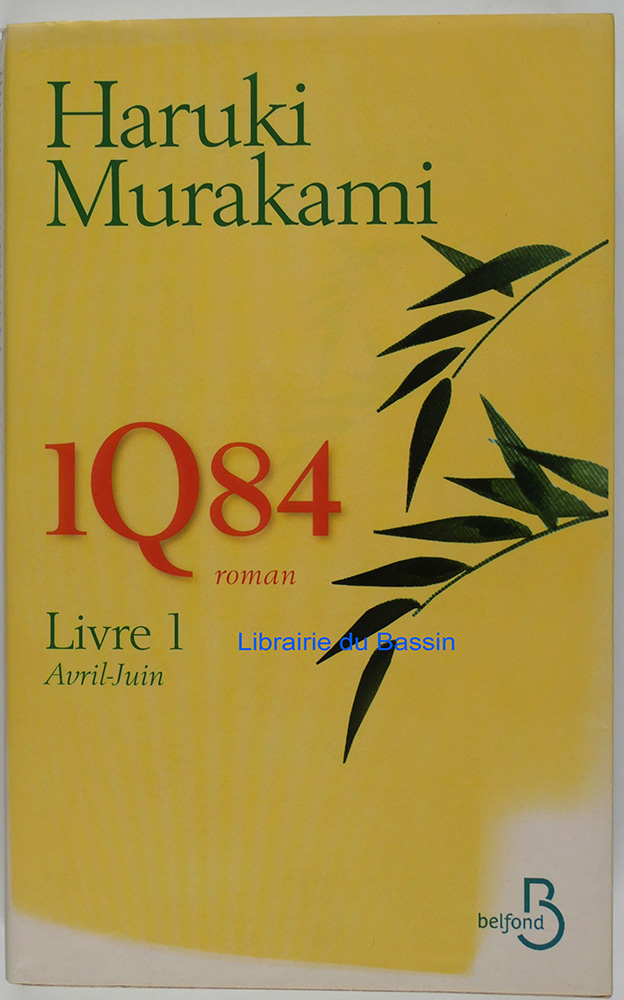 Haruki
Murakami
1Q84
roman
Livre 1
Avril-Juin
Librairie du Bassin
belfond